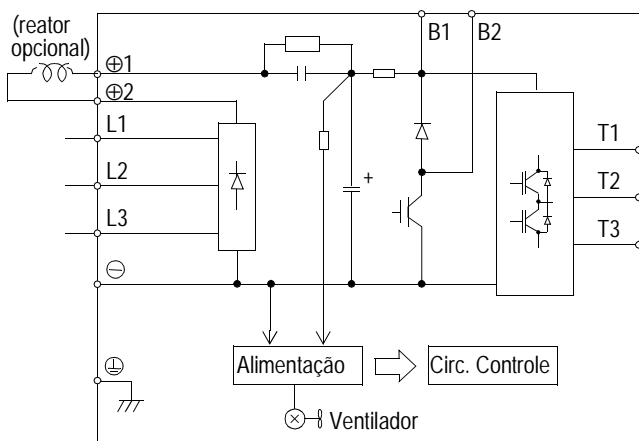 (reator
opcional)
⊕1
⊕2
B1
B2
L1
L2
L3
T1
T2
T3
⊖
+
Alimentação
Circ. Controle
Ventilador